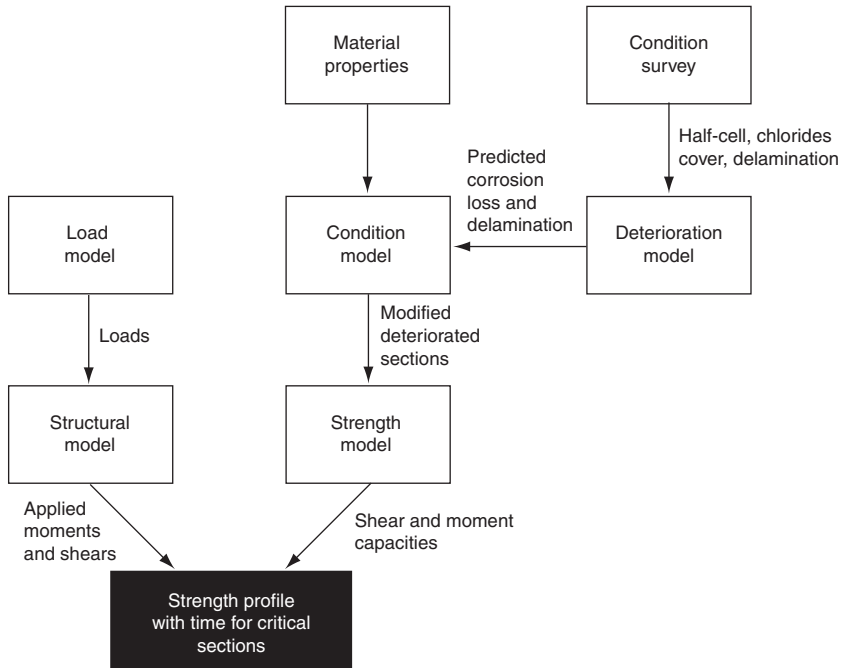 Material
properties
Condition
survey
Half-cell, chlorides
cover, delamination
Predicted
corrosion
loss and
delamination
Load
model
Condition
model
Deterioration
model
Loads
Modified
deteriorated
sections
Structural
model
Strength
model
Applied
moments
and shears
Shear and moment
capacities
Strength profile
with time for critical
sections